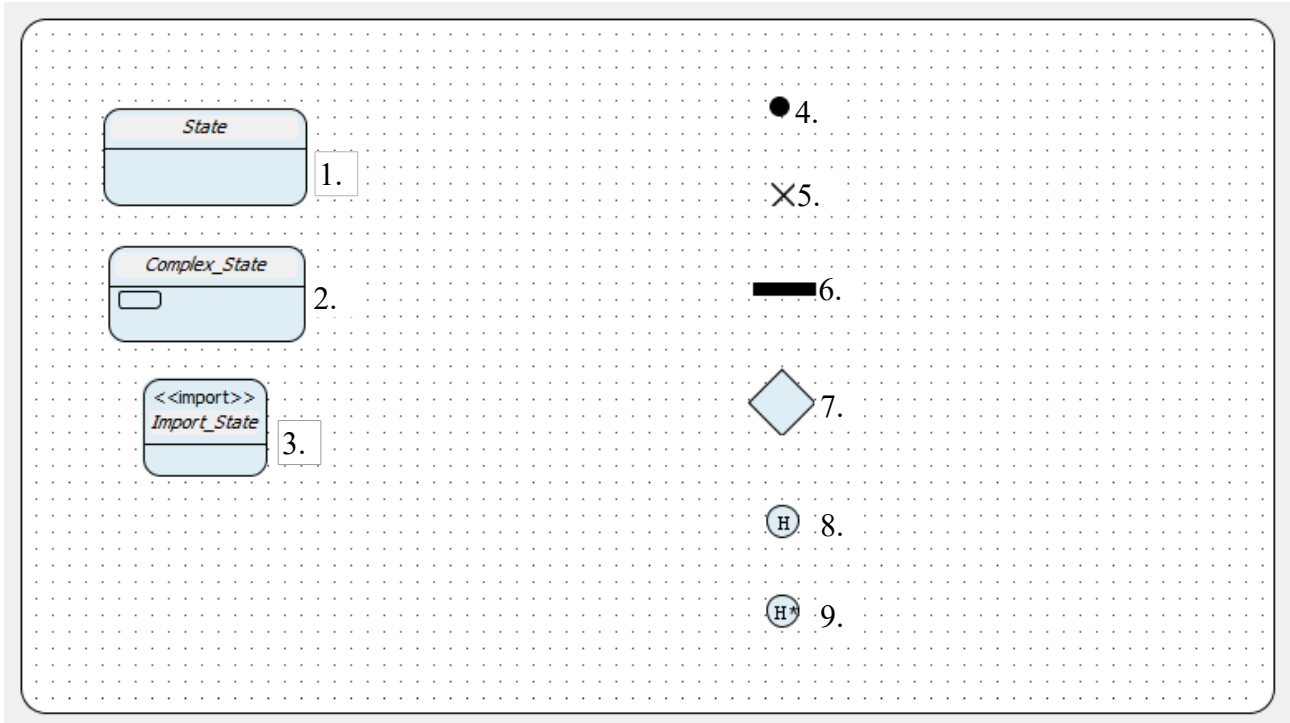 State
1.
Complex_State
2.
<<import>>
Import_State
3.
4.
5.
6.
7.
H 8.
H* 9.